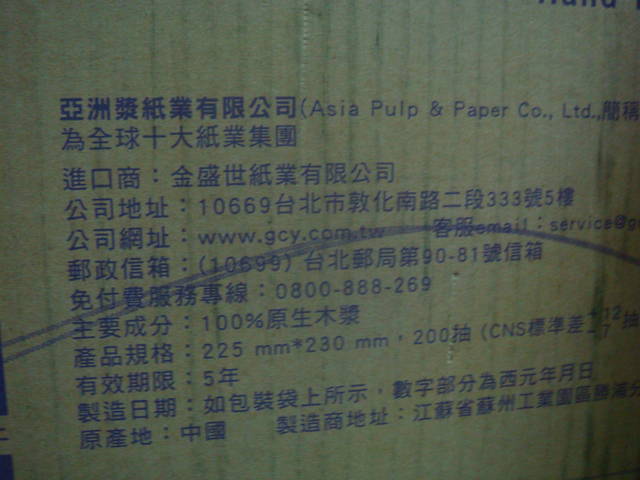 亞洲漿紙業有限公司(Asia Pulp & Paper Co., Ltd.,簡稱
為全球十大紙業集團
進口商：金盛世紙業有限公司
公司地址：10669台北市敦化南路二段333號5樓
公司網址：www.gcy.com.tw 客服email：service@g
郵政信箱：(10699) 台北郵局第90-81號信箱
免付費服務專線：0800-888-269
主要成分：100%原生木漿
產品規格：225 mm*230 mm，200抽 (CNS標準差+12 -7 抽
有效期限：5年
製造日期：如包裝袋上所示，數字部分為西元年月日
原產地：中國 製造商地址：江蘇省蘇州工業園區勝浦分